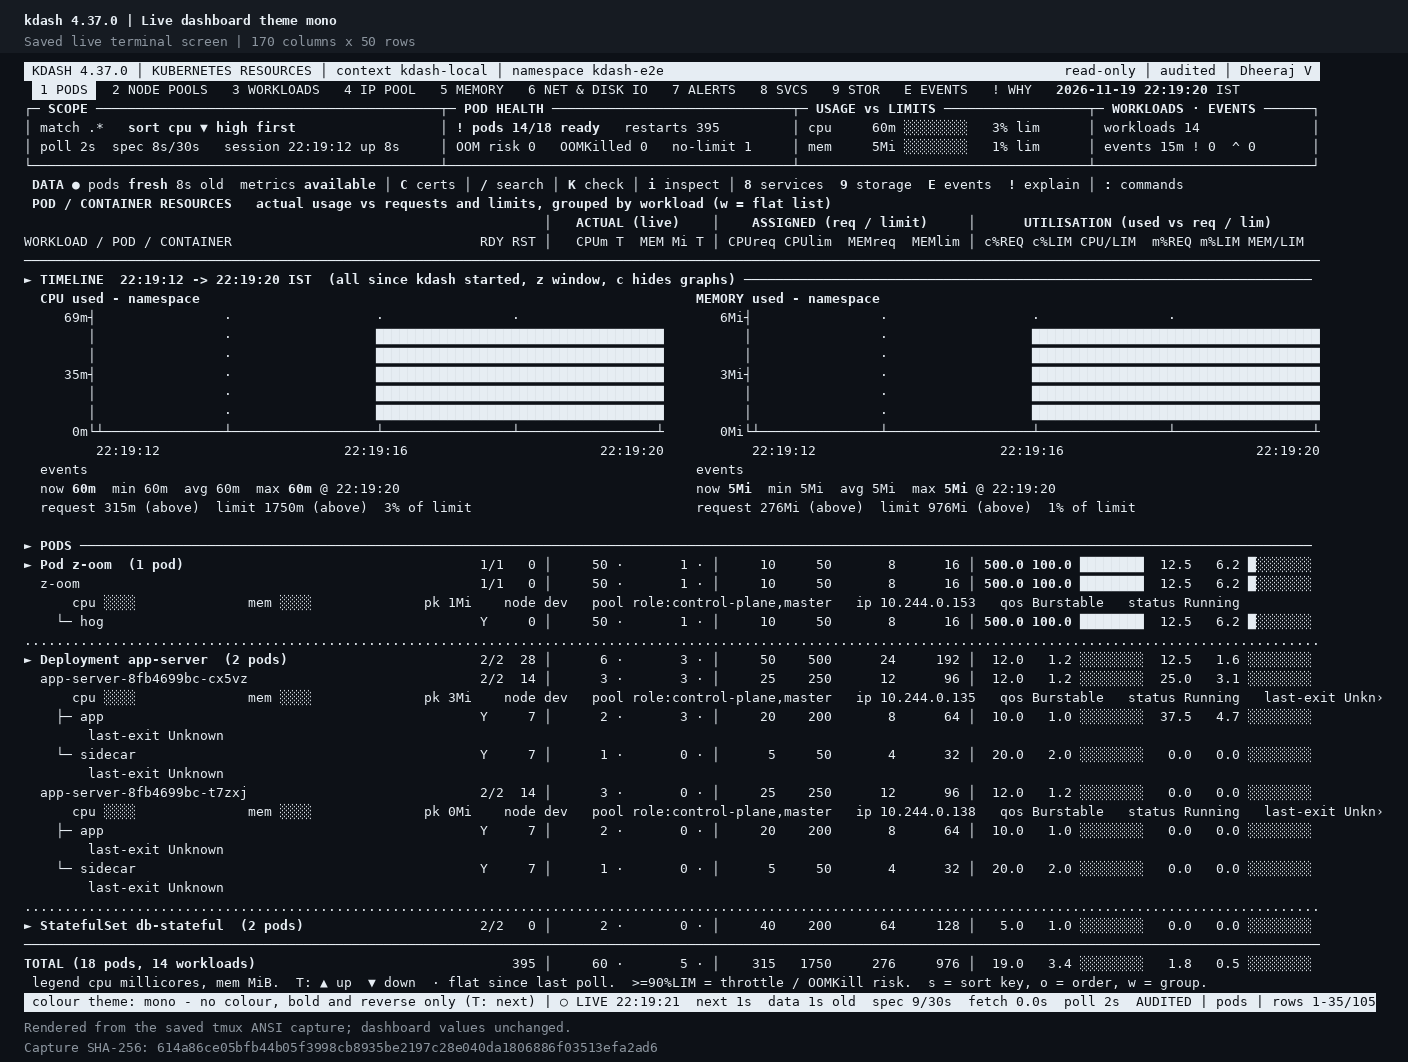 kdash 4.37.0 | Live dashboard theme mono
Saved live terminal screen | 170 columns x 50 rows
KDASH 4.37.0 │ KUBERNETES RESOURCES │ context kdash-local │ namespace kdash-e2e read-only │ audited │ Dheeraj V
1 PODS 2 NODE POOLS 3 WORKLOADS 4 IP POOL 5 MEMORY 6 NET & DISK IO 7 ALERTS 8 SVCS 9 STOR E EVENTS ! WHY 2026-11-19 22:19:20 IST
SCOPE POD HEALTH USAGE vs LIMITS WORKLOADS · EVENTS
match .* sort cpu ▼ high first │ ! pods 14/18 ready restarts 395 │ cpu 60m ░░░░░░░░ 3% lim │ workloads 14
poll 2s spec 8s/30s session 22:19:12 up 8s │ OOM risk 0 OOMKilled 0 no-limit 1 │ mem 5Mi ░░░░░░░░ 1% lim │ events 15m ! 0 ^ 0
DATA ● pods fresh 8s old metrics available │ C certs │ / search │ K check │ i inspect │ 8 services 9 storage E events ! explain │ : commands
POD / CONTAINER RESOURCES actual usage vs requests and limits, grouped by workload (w = flat list)
│ ACTUAL (live) │ ASSIGNED (req / limit) │ UTILISATION (used vs req / lim)
WORKLOAD / POD / CONTAINER RDY RST │ CPUm T MEM Mi T │ CPUreq CPUlim MEMreq MEMlim │ c%REQ c%LIM CPU/LIM m%REQ m%LIM MEM/LIM
► TIMELINE 22:19:12 -> 22:19:20 IST (all since kdash started, z window, c hides graphs)
CPU used - namespace MEMORY used - namespace
69m 6Mi
35m 3Mi
0m 0Mi
22:19:12 22:19:16 22:19:20 22:19:12 22:19:16 22:19:20
events events
now 60m min 60m avg 60m max 60m @ 22:19:20 now 5Mi min 5Mi avg 5Mi max 5Mi @ 22:19:20
request 315m (above) limit 1750m (above) 3% of limit request 276Mi (above) limit 976Mi (above) 1% of limit
► PODS
► Pod z-oom (1 pod) 1/1 0 │ 50 · 1 · │ 10 50 8 16 │ 500.0 100.0 ████████ 12.5 6.2 █░░░░░░░
z-oom 1/1 0 │ 50 · 1 · │ 10 50 8 16 │ 500.0 100.0 ████████ 12.5 6.2 █░░░░░░░
cpu ░░░░ mem ░░░░ pk 1Mi node dev pool role:control-plane,master ip 10.244.0.153 qos Burstable status Running
└─ hog Y 0 │ 50 · 1 · │ 10 50 8 16 │ 500.0 100.0 ████████ 12.5 6.2 █░░░░░░░
► Deployment app-server (2 pods) 2/2 28 │ 6 · 3 · │ 50 500 24 192 │ 12.0 1.2 ░░░░░░░░ 12.5 1.6 ░░░░░░░░
app-server-8fb4699bc-cx5vz 2/2 14 │ 3 · 3 · │ 25 250 12 96 │ 12.0 1.2 ░░░░░░░░ 25.0 3.1 ░░░░░░░░
cpu ░░░░ mem ░░░░ pk 3Mi node dev pool role:control-plane,master ip 10.244.0.135 qos Burstable status Running last-exit Unkn›
├─ app Y 7 │ 2 · 3 · │ 20 200 8 64 │ 10.0 1.0 ░░░░░░░░ 37.5 4.7 ░░░░░░░░
last-exit Unknown
└─ sidecar Y 7 │ 1 · 0 · │ 5 50 4 32 │ 20.0 2.0 ░░░░░░░░ 0.0 0.0 ░░░░░░░░
last-exit Unknown
app-server-8fb4699bc-t7zxj 2/2 14 │ 3 · 0 · │ 25 250 12 96 │ 12.0 1.2 ░░░░░░░░ 0.0 0.0 ░░░░░░░░
cpu ░░░░ mem ░░░░ pk 0Mi node dev pool role:control-plane,master ip 10.244.0.138 qos Burstable status Running last-exit Unkn›
├─ app Y 7 │ 2 · 0 · │ 20 200 8 64 │ 10.0 1.0 ░░░░░░░░ 0.0 0.0 ░░░░░░░░
last-exit Unknown
└─ sidecar Y 7 │ 1 · 0 · │ 5 50 4 32 │ 20.0 2.0 ░░░░░░░░ 0.0 0.0 ░░░░░░░░
last-exit Unknown
► StatefulSet db-stateful (2 pods) 2/2 0 │ 2 · 0 · │ 40 200 64 128 │ 5.0 1.0 ░░░░░░░░ 0.0 0.0 ░░░░░░░░
TOTAL (18 pods, 14 workloads) 395 │ 60 · 5 · │ 315 1750 276 976 │ 19.0 3.4 ░░░░░░░░ 1.8 0.5 ░░░░░░░░
legend cpu millicores, mem MiB. T: ▲ up ▼ down · flat since last poll. >=90%LIM = throttle / OOMKill risk. s = sort key, o = order, w = group.
colour theme: mono - no colour, bold and reverse only (T: next) | ○ LIVE 22:19:21 next 1s data 1s old spec 9/30s fetch 0.0s poll 2s AUDITED | pods | rows 1-35/105
Rendered from the saved tmux ANSI capture; dashboard values unchanged.
Capture SHA-256: 614a86ce05bfb44b05f3998cb8935be2197c28e040da1806886f03513efa2ad6